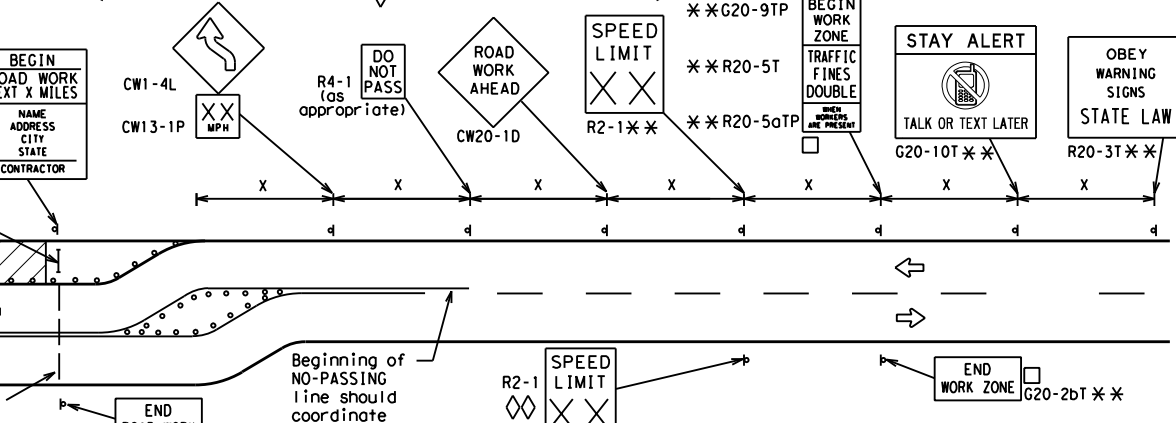 BEGIN
ROAD WORK
NEXT X MILES
NAME
ADDRESS
CITY
STATE
CONTRACTOR
CW1-4L
XX
MPH
CW13-1P
R4-1
(as
appropriate)
DO
NOT
PASS
ROAD
WORK
AHEAD
CW20-1D
SPEED
LIMIT
XX
R2-1**
**G20-9TP
**R20-5T
**R20-5aTP
BEGIN
WORK
ZONE
TRAFFIC
FINES
DOUBLE
WHEN
WORKERS
ARE PRESENT
STAY ALERT
TALK OR TEXT LATER
G20-10T**
OBEY
WARNING
SIGNS
STATE LAW
R20-3T**
X X X X X X X
Beginning of
NO-PASSING
line should
coordinate
R2-1
SPEED
LIMIT
XX
END
WORK ZONE
G20-2bT**
END
ROAD WORK